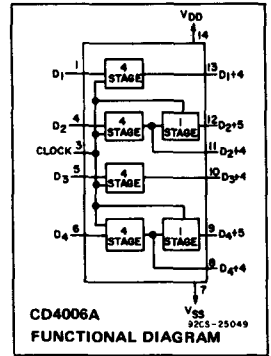 VDD
14
D1 1 4 STAGE 13 D1+4
D2 4 4 STAGE 1 STAGE 12 D2+5
11 D2+4
CLOCK 3
D3 5 4 STAGE 10 D3+4
D4 6 4 STAGE 1 STAGE 9 D4+5
8 D4+4
7
VSS
92CS-25049
CD4006A
FUNCTIONAL DIAGRAM